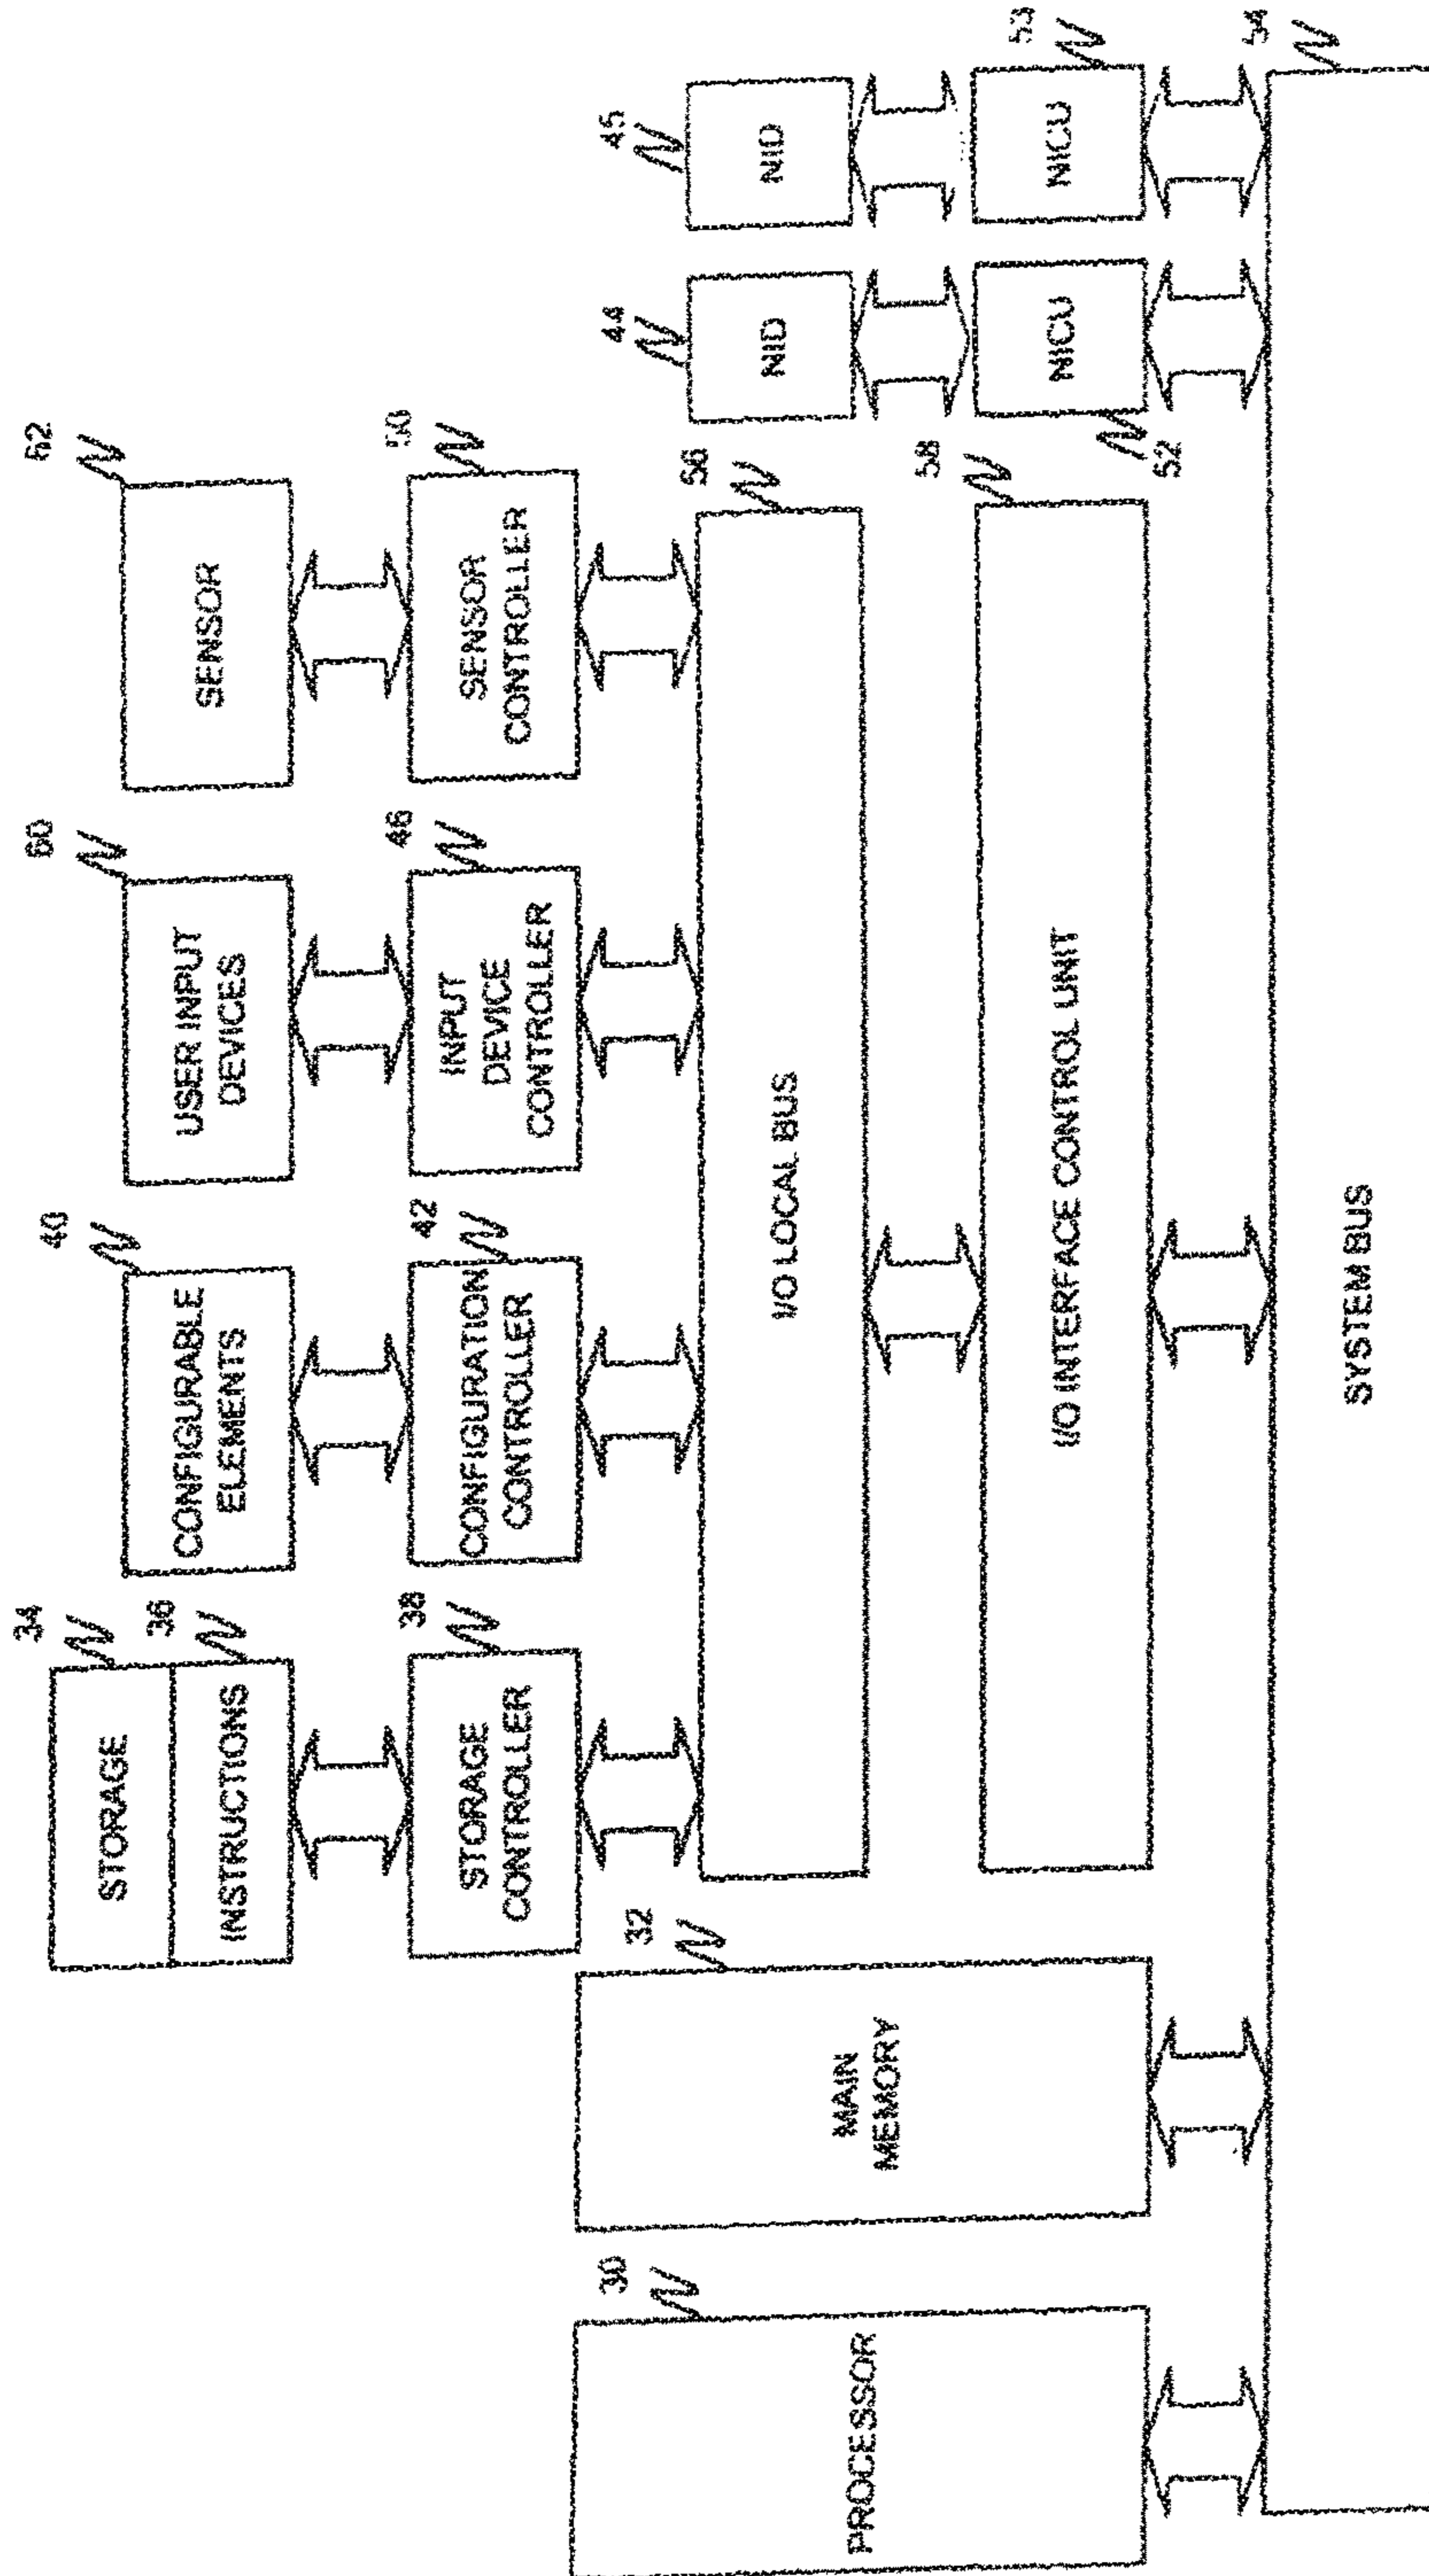 34
STORAGE
36
INSTRUCTIONS
40
CONFIGURABLE
ELEMENTS
60
USER INPUT
DEVICES
62
SENSOR
38
STORAGE
CONTROLLER
42
CONFIGURATION
CONTROLLER
46
INPUT
DEVICE
CONTROLLER
50
SENSOR
CONTROLLER
30
PROCESSOR
32
MAIN
MEMORY
56
I/O LOCAL BUS
44
NID
45
NID
58
I/O INTERFACE CONTROL UNIT
52
NICU
53
NICU
54
SYSTEM BUS